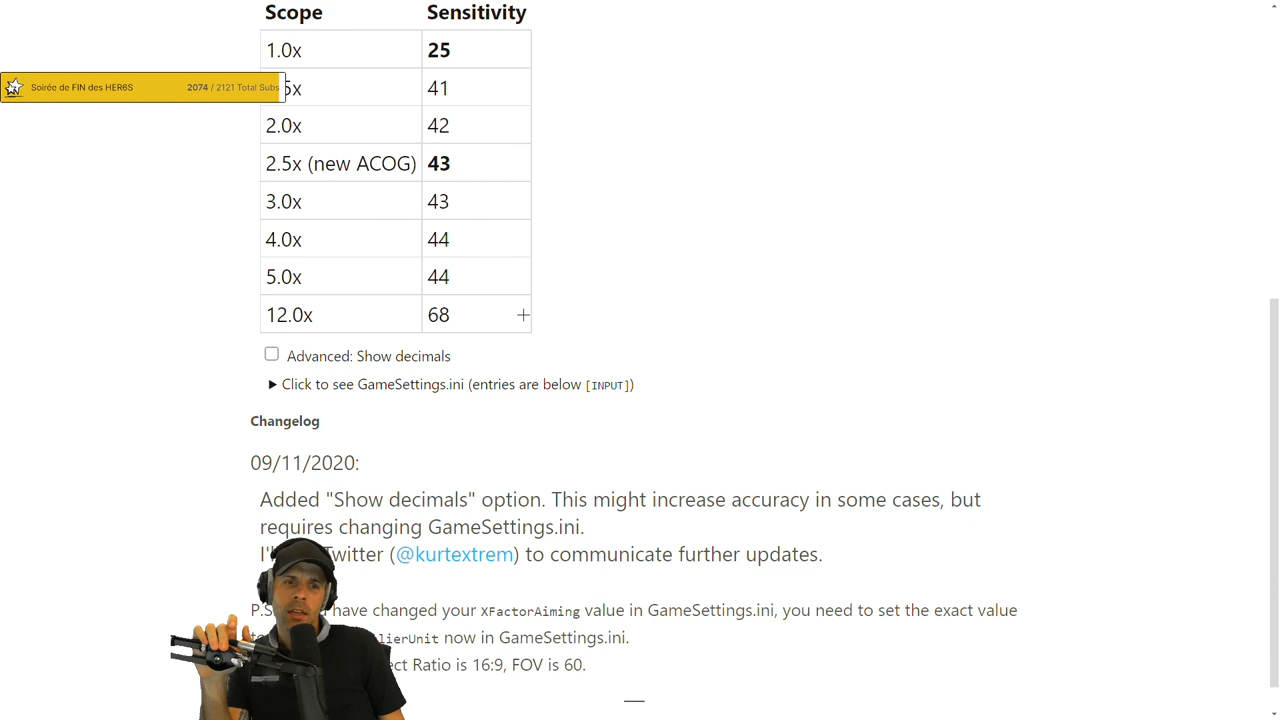 Scope Sensitivity
1.0x 25
Soirée de FIN des HER6S 2074 / 2121 Total Subs
5x 41
2.0x 42
2.5x (new ACOG) 43
3.0x 43
4.0x 44
5.0x 44
12.0x 68
Advanced: Show decimals
Click to see GameSettings.ini (entries are below [INPUT])
Changelog
09/11/2020:
Added "Show decimals" option. This might increase accuracy in some cases, but
requires changing GameSettings.ini.
Twitter (@kurtextrem) to communicate further updates.
have changed your xFactorAiming value in GameSettings.ini, you need to set the exact value
now in GameSettings.ini.
Ratio is 16:9, FOV is 60.